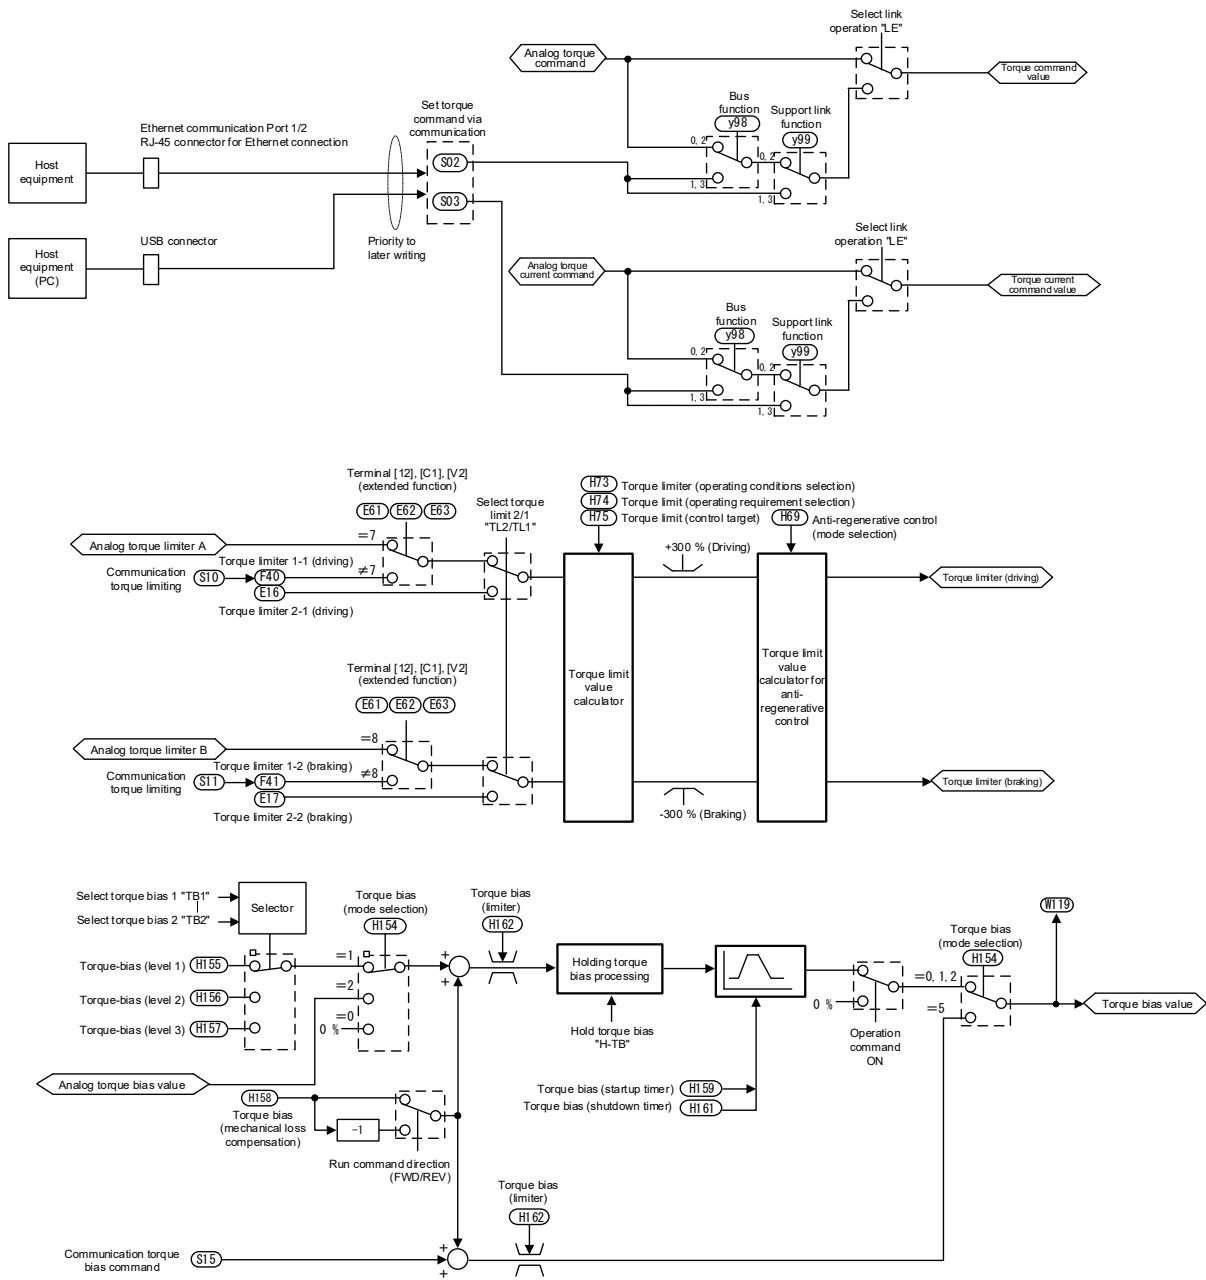 Select link
operation "LE"
Analog torque
command
Torque command
value
Bus
function
y98
Support link
function
y99
0, 2
0, 2
1, 3
1, 3
Set torque
command via
communication
Ethernet communication Port 1/2
RJ-45 connector for Ethernet connection
Host
equipment
S02
S03
USB connector
Host
equipment
(PC)
Priority to
later writing
Select link
operation "LE"
Analog torque
current command
Torque current
command value
Bus
function
y98
Support link
function
y99
0, 2
0, 2
1, 3
1, 3
Terminal [12], [C1], [V2]
(extended function)
E61 E62 E63
Select torque
limit 2/1
"TL2/TL1"
H73 Torque limiter (operating conditions selection)
H74 Torque limit (operating requirement selection)
H75 Torque limit (control target)
H69 Anti-regenerative control
(mode selection)
Analog torque limiter A
=7
Torque limiter 1-1 (driving)
≠7
Communication
torque limiting
S10
F40
E16
Torque limiter 2-1 (driving)
+300 % (Driving)
Torque limiter (driving)
Torque limit
value
calculator
Torque limit
value
calculator for
anti-
regenerative
control
Terminal [12], [C1], [V2]
(extended function)
E61 E62 E63
Analog torque limiter B
=8
Torque limiter 1-2 (braking)
≠8
Communication
torque limiting
S11
F41
E17
Torque limiter 2-2 (braking)
-300 % (Braking)
Torque limiter (braking)
Select torque bias 1 "TB1"
Select torque bias 2 "TB2"
Selector
Torque bias
(mode selection)
H154
Torque bias
(limiter)
H162
W119
Torque bias
(mode selection)
H154
Torque-bias (level 1) H155
Torque-bias (level 2) H156
Torque-bias (level 3) H157
=1
=2
=0
0 %
+
+
Holding torque
bias processing
Hold torque bias
"H-TB"
0 %
Operation
command
ON
=0, 1, 2
=5
Torque bias value
Analog torque bias value
H158
Torque bias
(mechanical loss
compensation)
-1
Run command direction
(FWD/REV)
Torque bias (startup timer) H159
Torque bias (shutdown timer) H161
Torque bias
(limiter)
H162
Communication torque
bias command
S15
+
+